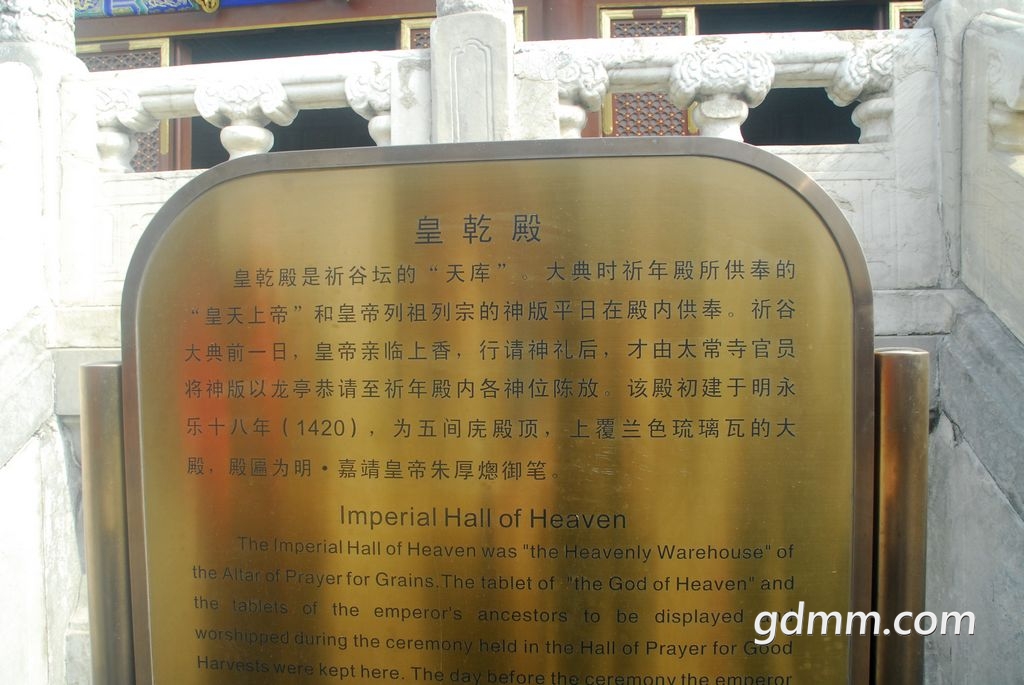 皇乾殿
皇乾殿是祈谷坛的“天库”。大典时祈年殿所供奉的
“皇天上帝”和皇帝列祖列宗的神版平日在殿内供奉。祈谷
大典前一日，皇帝亲临上香，行请神礼后，才由太常寺官员
将神版以龙亭恭请至祈年殿内各神位陈放。该殿初建于明永
乐十八年（1420），为五间庑殿顶，上覆兰色琉璃瓦的大
殿，殿匾为明·嘉靖皇帝朱厚熜御笔。
Imperial Hall of Heaven
The Imperial Hall of Heaven was "the Heavenly Warehouse" of
the Altar of Prayer for Grains.The tablet of "the God of Heaven" and
the tablets of the emperor's ancestors to be displayed
worshipped during the ceremony held in the Hall of Prayer for Good
Harvests were kept here. The day before the ceremony the emperor
gdmm.com